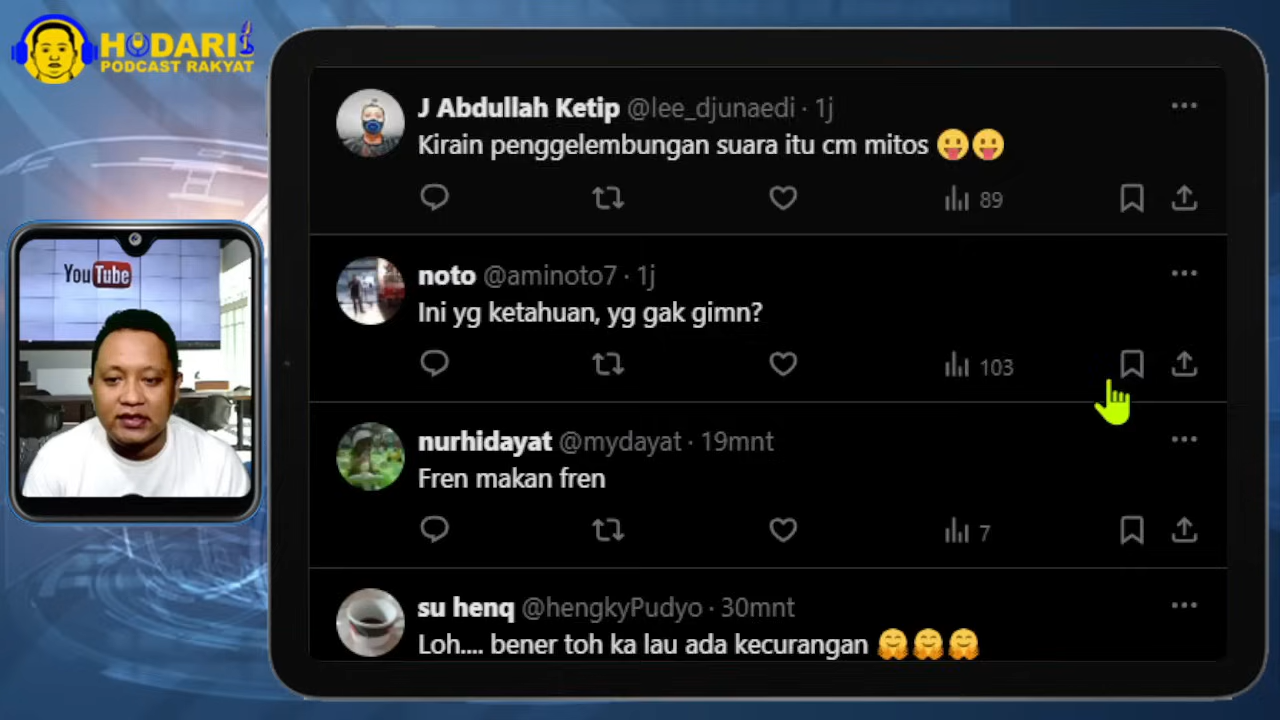 HODARI
PODCAST RAKYAT
YouTube
J Abdullah Ketip @lee_djunaedi · 1j
Kirain penggelembungan suara itu cm mitos 😛😛
89
noto @aminoto7 · 1j
Ini yg ketahuan, yg gak gimn?
103
nurhidayat @mydayat · 19mnt
Fren makan fren
7
su henq @hengkyPudyo · 30mnt
Loh.... bener toh ka lau ada kecurangan 🤗🤗🤗